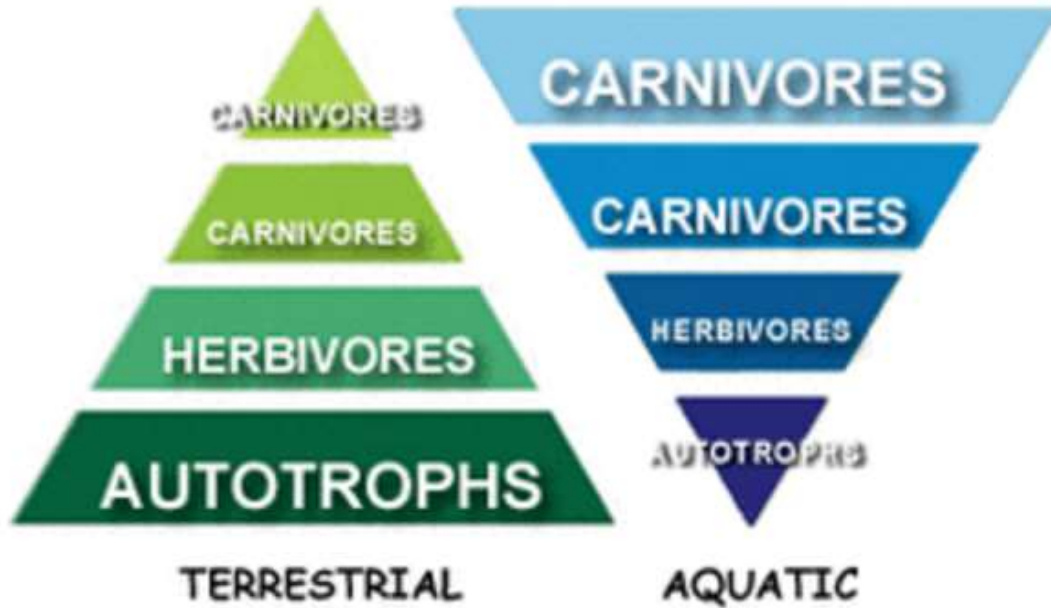 CARNIVORES
CARNIVORES
HERBIVORES
AUTOTROPHS
TERRESTRIAL
CARNIVORES
CARNIVORES
HERBIVORES
AUTOTROPHS
AQUATIC